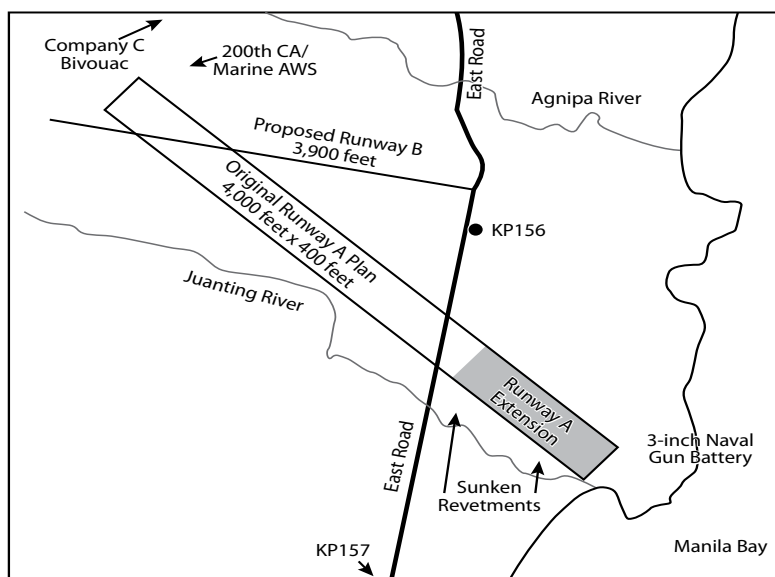 Company C
Bivouac
200th CA/
Marine AWS
East Road
Agnipa River
Proposed Runway B
3,900 feet
Original Runway A Plan
4,000 feet x 400 feet
KP156
Juanting River
Runway A
Extension
3-inch Naval
Gun Battery
East Road
Sunken
Revetments
KP157
Manila Bay